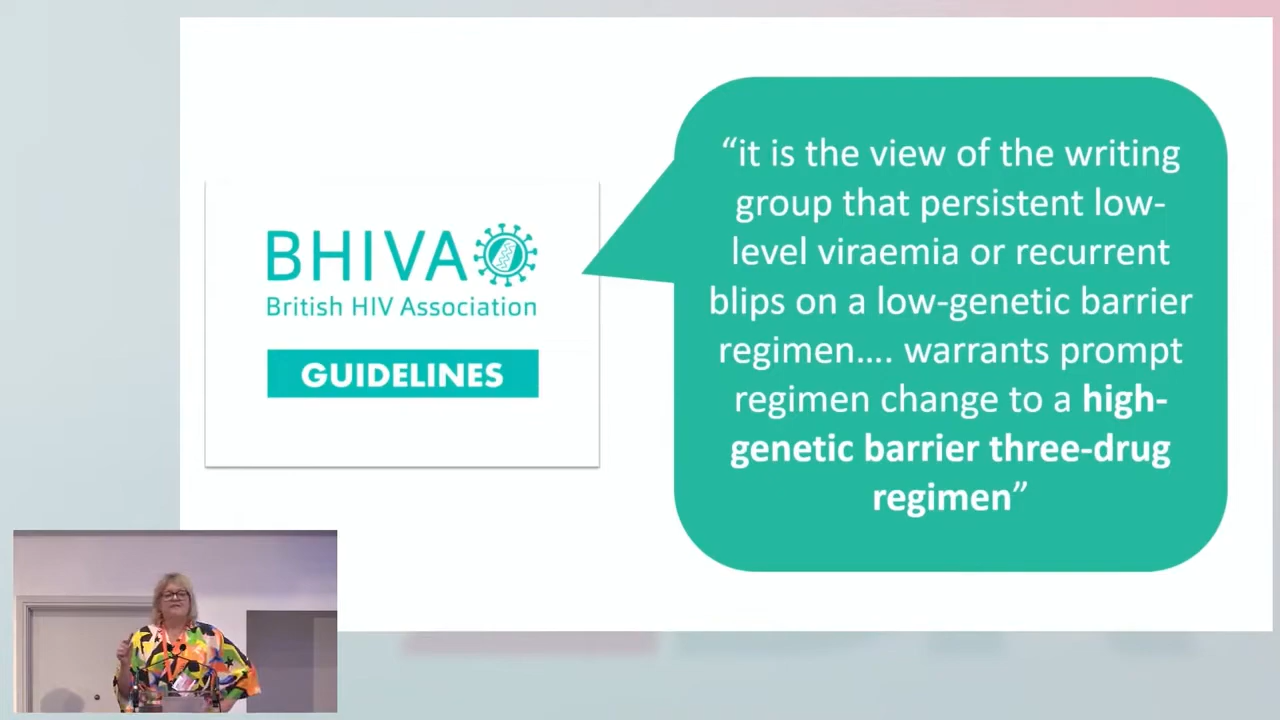 BHIVA
British HIV Association
GUIDELINES
“it is the view of the writing
group that persistent low-
level viraemia or recurrent
blips on a low-genetic barrier
regimen…. warrants prompt
regimen change to a high-
genetic barrier three-drug
regimen”